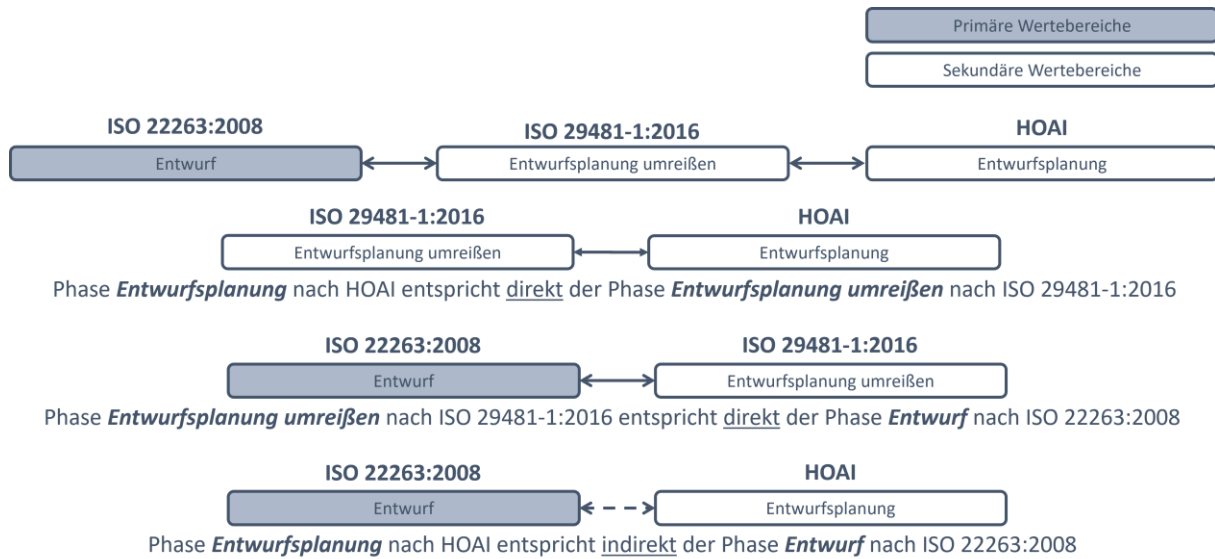 Primäre Wertebereiche
Sekundäre Wertebereiche
ISO 22263:2008 ISO 29481-1:2016 HOAI
Entwurf Entwurfsplanung umreißen Entwurfsplanung
ISO 29481-1:2016 HOAI
Entwurfsplanung umreißen Entwurfsplanung
Phase Entwurfsplanung nach HOAI entspricht direkt der Phase Entwurfsplanung umreißen nach ISO 29481-1:2016
ISO 22263:2008 ISO 29481-1:2016
Entwurf Entwurfsplanung umreißen
Phase Entwurfsplanung umreißen nach ISO 29481-1:2016 entspricht direkt der Phase Entwurf nach ISO 22263:2008
ISO 22263:2008 HOAI
Entwurf Entwurfsplanung
Phase Entwurfsplanung nach HOAI entspricht indirekt der Phase Entwurf nach ISO 22263:2008